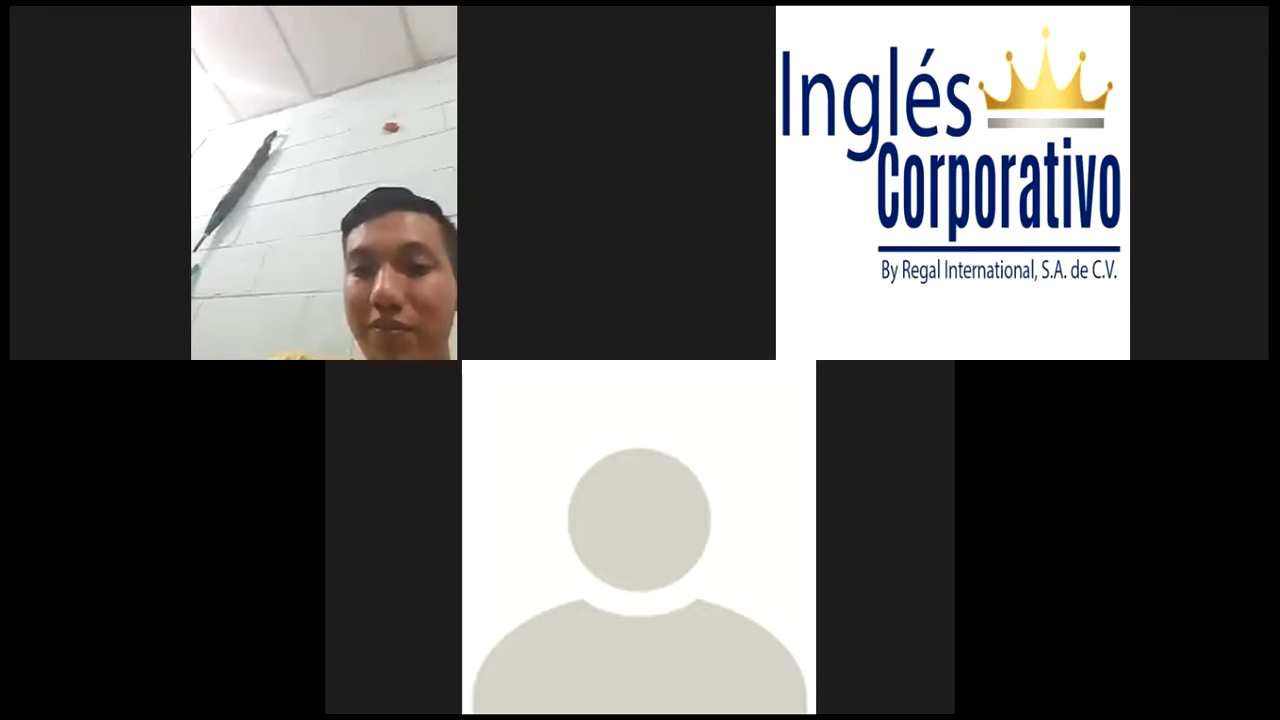 Inglés
Corporativo
By Regal International, S.A. de C.V.